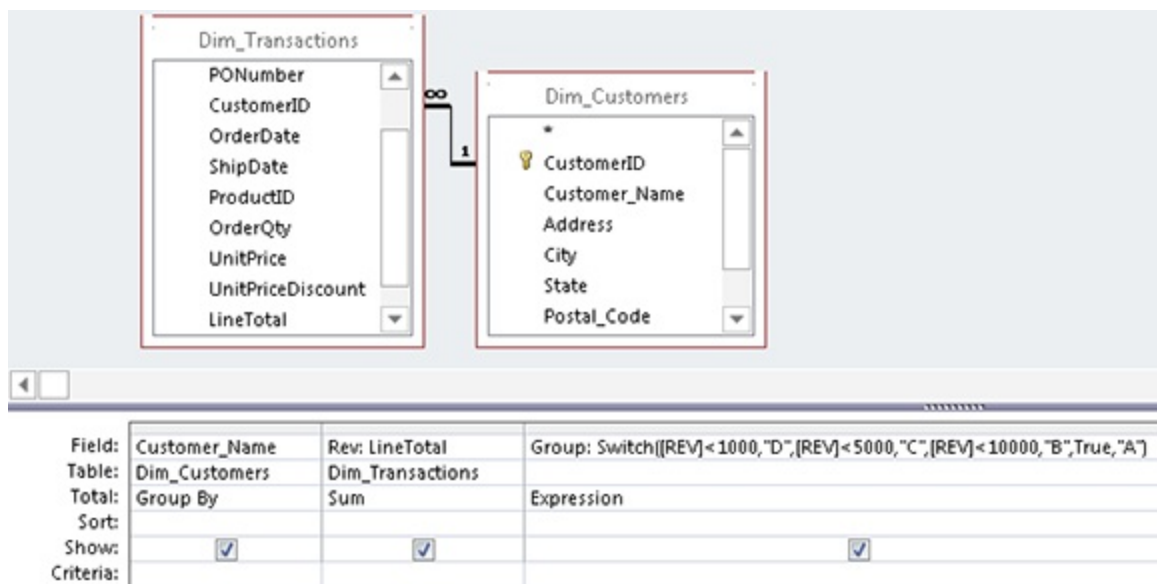 Dim_Transactions
PONumber
CustomerID
OrderDate
ShipDate
ProductID
OrderQty
UnitPrice
UnitPriceDiscount
LineTotal
∞
1
Dim_Customers
*
CustomerID
Customer_Name
Address
City
State
Postal_Code
Field: Customer_Name Rev: LineTotal Group: Switch([REV]<1000,"D",[REV]<5000,"C",[REV]<10000,"B",True,"A")
Table: Dim_Customers Dim_Transactions
Total: Group By Sum Expression
Sort:
Show:
Criteria: